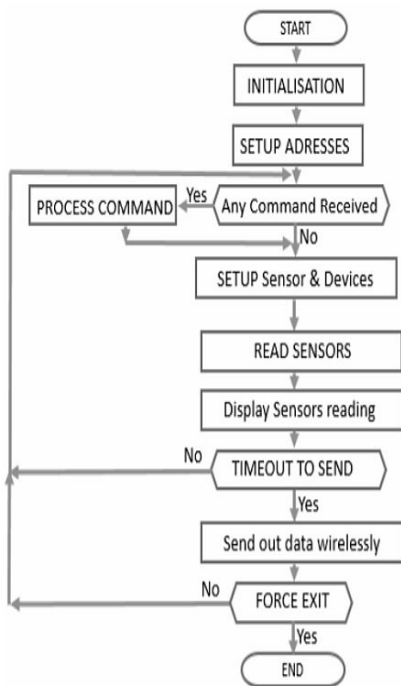 START
INITIALISATION
SETUP ADRESSES
Any Command Received
Yes
PROCESS COMMAND
No
SETUP Sensor & Devices
READ SENSORS
Display Sensors reading
TIMEOUT TO SEND
No
Yes
Send out data wirelessly
FORCE EXIT
No
Yes
END